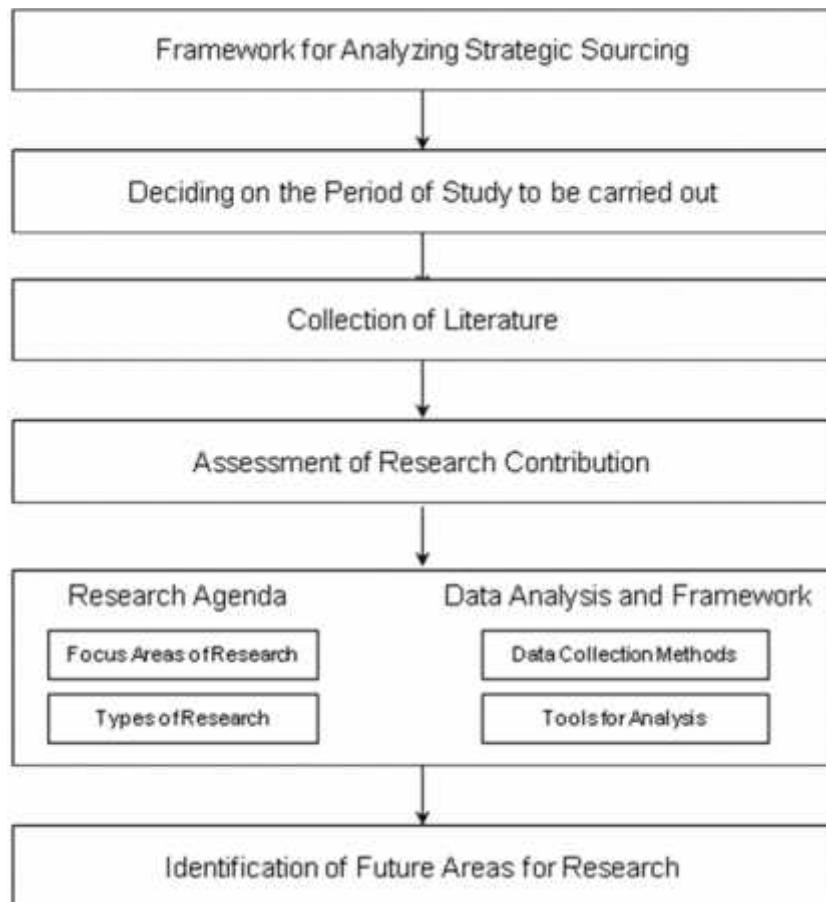 Framework for Analyzing Strategic Sourcing
Deciding on the Period of Study to be carried out
Collection of Literature
Assessment of Research Contribution
Research Agenda
Focus Areas of Research
Types of Research
Data Analysis and Framework
Data Collection Methods
Tools for Analysis
Identification of Future Areas for Research